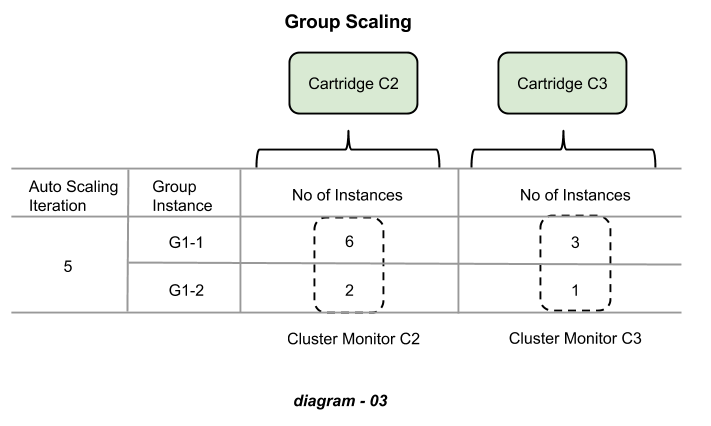 Group Scaling
Cartridge C2
Cartridge C3
Auto Scaling
Iteration
Group
Instance
No of Instances
No of Instances
5
G1-1
6
3
G1-2
2
1
Cluster Monitor C2
Cluster Monitor C3
diagram - 03